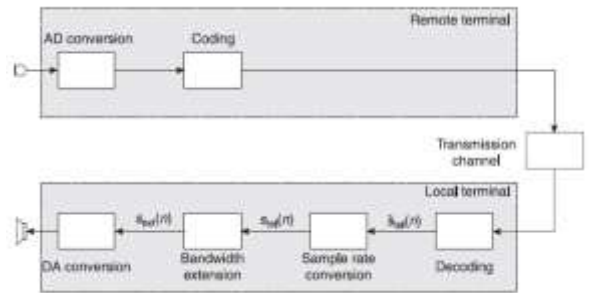 Remote terminal
AD conversion
Coding
Transmission
channel
Local terminal
(n)
(n)
(n)
DA conversion
Bandwidth
extension
Sample rate
conversion
Decoding